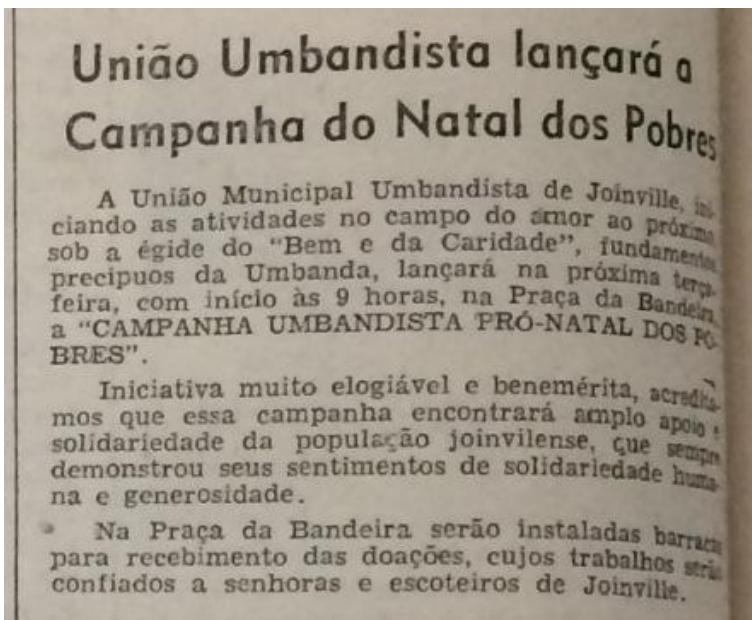 União Umbandista lançará a
Campanha do Natal dos Pobres
A União Municipal Umbandista de Joinville, ini-
ciando as atividades no campo do amor ao próximo
sob a égide do "Bem e da Caridade", fundamentos
precipuos da Umbanda, lançará na próxima terça-
feira, com início às 9 horas, na Praça da Bandeira,
a "CAMPANHA UMBANDISTA PRÓ-NATAL DOS PO-
BRES".
Iniciativa muito elogiável e benemérita, acredita-
mos que essa campanha encontrará amplo apoio e
solidariedade da população joinvilense, que sempre
demonstrou seus sentimentos de solidariedade huma-
na e generosidade.
Na Praça da Bandeira serão instaladas barracas
para recebimento das doações, cujos trabalhos serão
confiados a senhoras e escoteiros de Joinville.